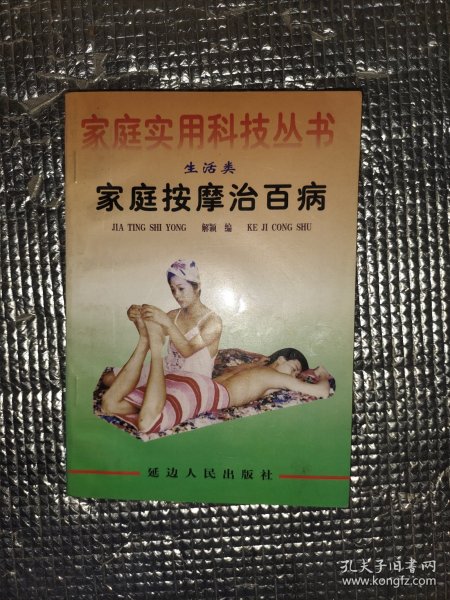 家庭实用科技丛书
生活类
家庭按摩治百病
JIA TING SHI YONG 解颍 编 KE JI CONG SHU
延边人民出版社
孔夫子旧书网
www.kongfz.com